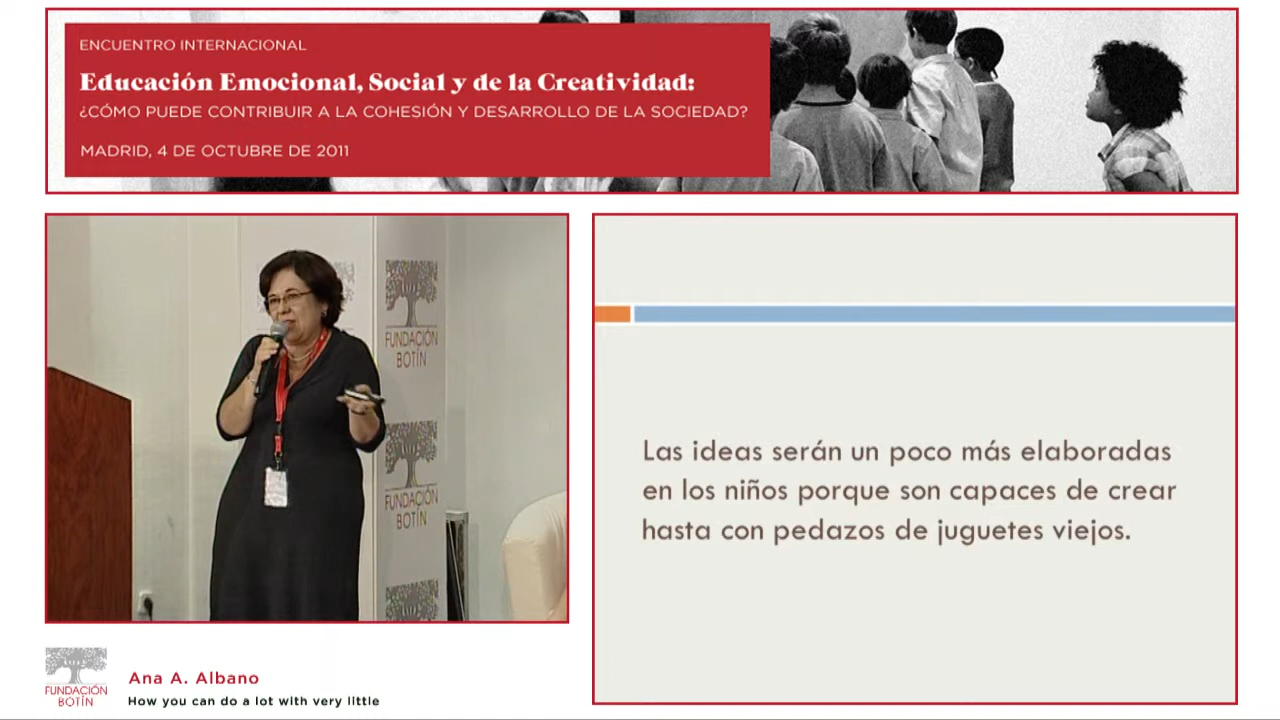 ENCUENTRO INTERNACIONAL
Educación Emocional, Social y de la Creatividad:
¿CÓMO PUEDE CONTRIBUIR A LA COHESIÓN Y DESARROLLO DE LA SOCIEDAD?
MADRID, 4 DE OCTUBRE DE 2011
FUNDACIÓN
BOTÍN
FUNDACIÓN
BOTÍN
Las ideas serán un poco más elaboradas
en los niños porque son capaces de crear
hasta con pedazos de juguetes viejos.
FUNDACIÓN
BOTÍN
Ana A. Albano
How you can do a lot with very little